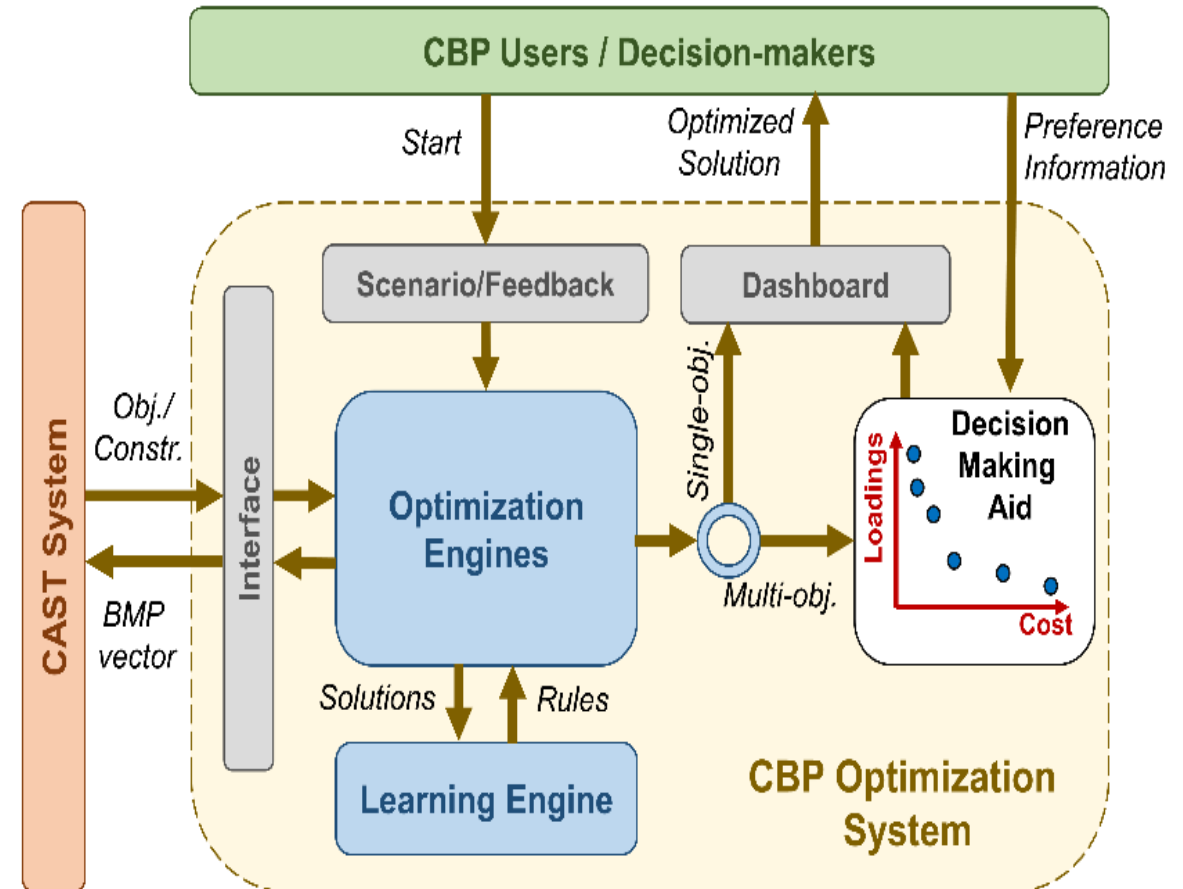 CBP Users / Decision-makers
Start
Optimized
Solution
Preference
Information
Scenario/Feedback
Dashboard
CAST System
Obj./
Constr.
BMP
vector
Interface
Optimization
Engines
Single-obj.
Multi-obj.
Decision
Making
Aid
Loadings
Cost
Solutions
Rules
Learning Engine
CBP Optimization
System